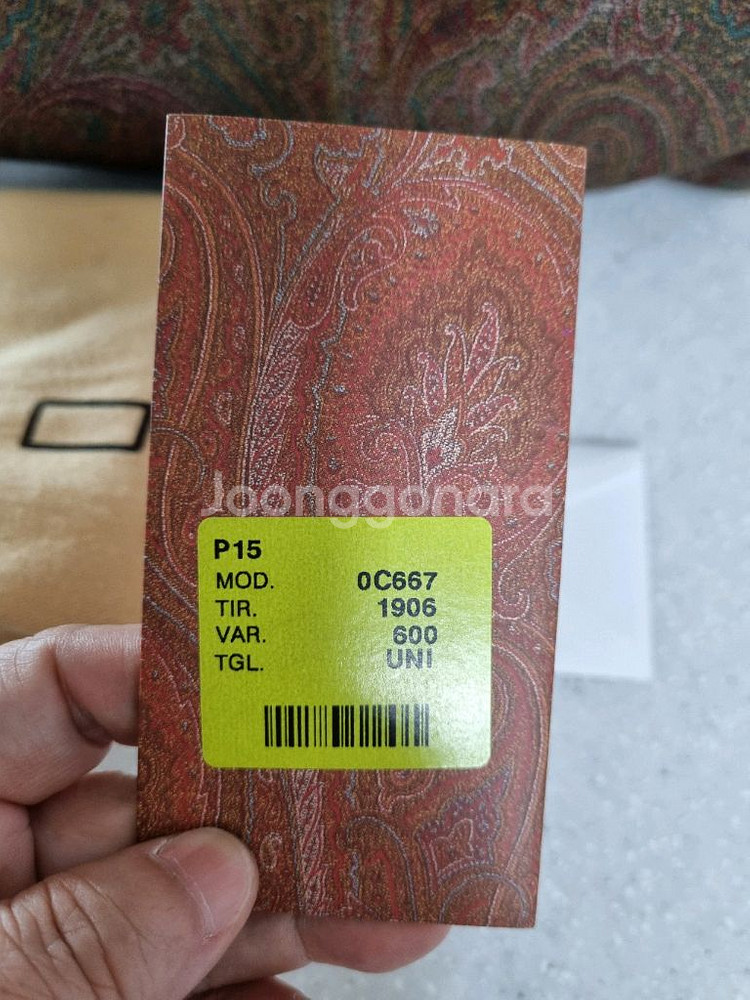 Joonggonara
P15
MOD. 0C667
TIR. 1906
VAR. 600
TGL. UNI